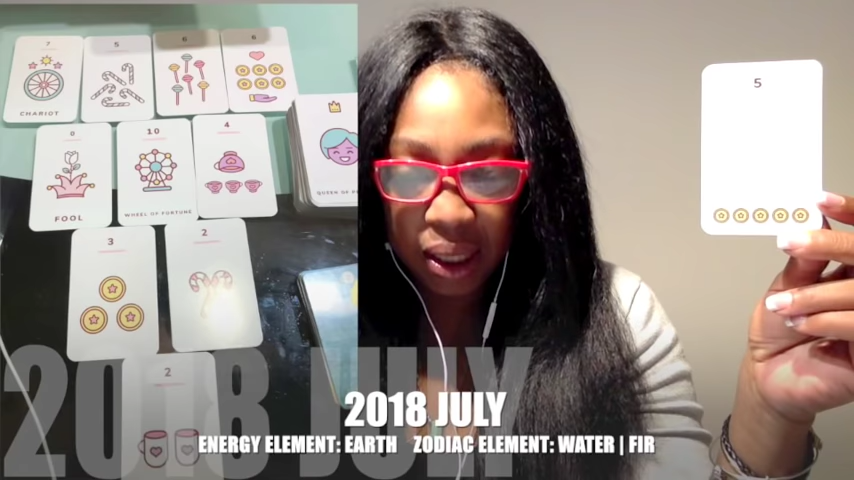 7
5
6
6
CHARIOT
0
10
4
FOOL
WHEEL OF FORTUNE
QUEEN OF
3
2
2
5
2018 JULY
2018 JULY
ENERGY ELEMENT: EARTH ZODIAC ELEMENT: WATER | FIR